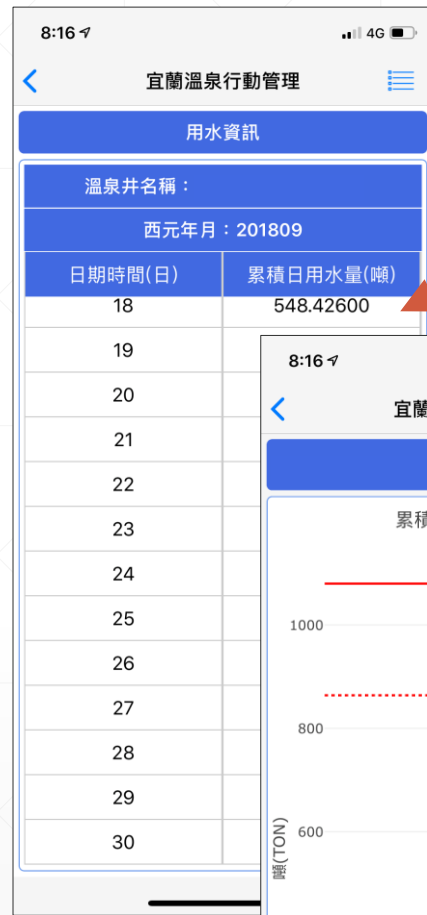 8:16
4G
宜蘭溫泉行動管理
用水資訊
溫泉井名稱：
西元年月：201809
日期時間(日) 累積日用水量(噸)
18 548.42600
19
20
21
22
23
24
25
26
27
28
29
30
8:16
宜蘭
累積
1000
800
600
噸(TON)